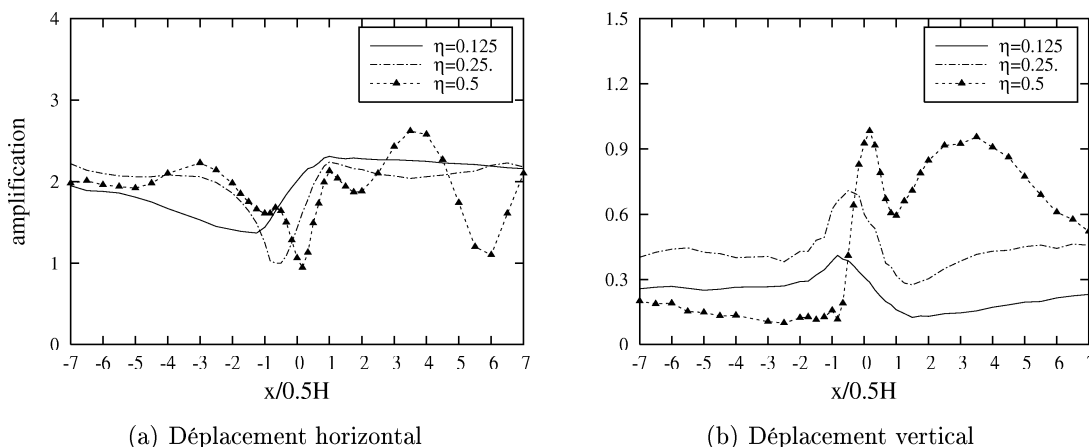 4
3
2
1
0
amplification
η=0.125
η=0.25.
η=0.5
-7 -6 -5 -4 -3 -2 -1 0 1 2 3 4 5 6 7
x/0.5H
(a) Déplacement horizontal
1.5
1.2
0.9
0.6
0.3
0
η=0.125
η=0.25.
η=0.5
-7 -6 -5 -4 -3 -2 -1 0 1 2 3 4 5 6 7
x/0.5H
(b) Déplacement vertical